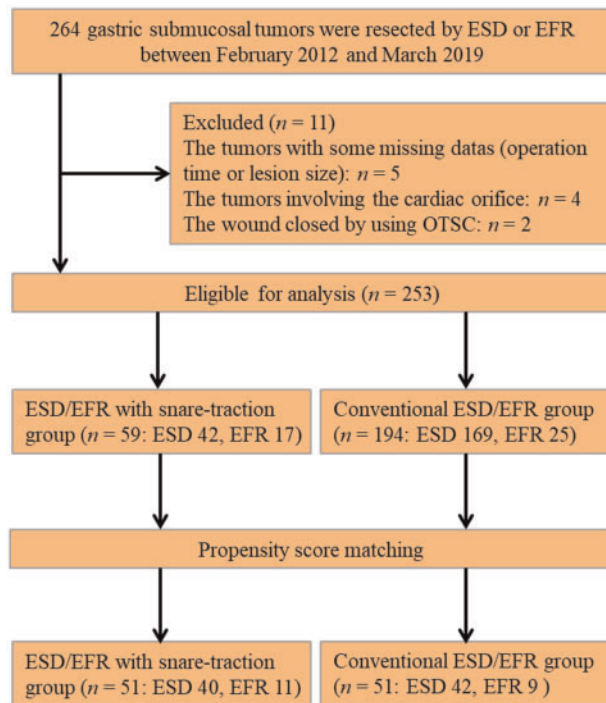 264 gastric submucosal tumors were resected by ESD or EFR
between February 2012 and March 2019
Excluded (n = 11)
The tumors with some missing datas (operation
time or lesion size): n = 5
The tumors involving the cardiac orifice: n = 4
The wound closed by using OTSC: n = 2
Eligible for analysis (n = 253)
ESD/EFR with snare-traction
group (n = 59: ESD 42, EFR 17)
Conventional ESD/EFR group
(n = 194: ESD 169, EFR 25)
Propensity score matching
ESD/EFR with snare-traction
group (n = 51: ESD 40, EFR 11)
Conventional ESD/EFR group
(n = 51: ESD 42, EFR 9 )